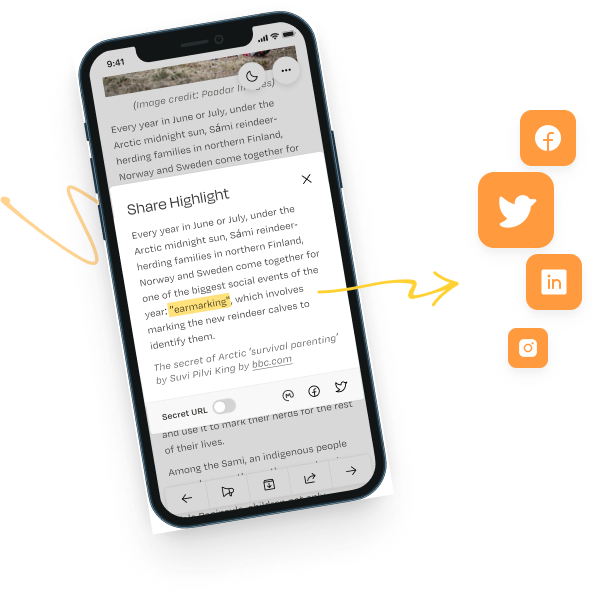 9:41
(Image credit: Paadar Images)
Every year in June or July, under the
Arctic midnight sun, Sámi reindeer-
herding families in northern Finland,
Norway and Sweden come together for
Share Highlight
Every year in June or July, under the
Arctic midnight sun, Sámi reindeer-
herding families in northern Finland,
Norway and Sweden come together for
one of the biggest social events of the
year: "earmarking", which involves
marking the new reindeer calves to
identify them.
The secret of Arctic 'survival parenting'
by Suvi Pilvi King by bbc.com
Secret URL
and use it to mark their herds for the rest
of their lives.
Among the Sami, an indigenous people